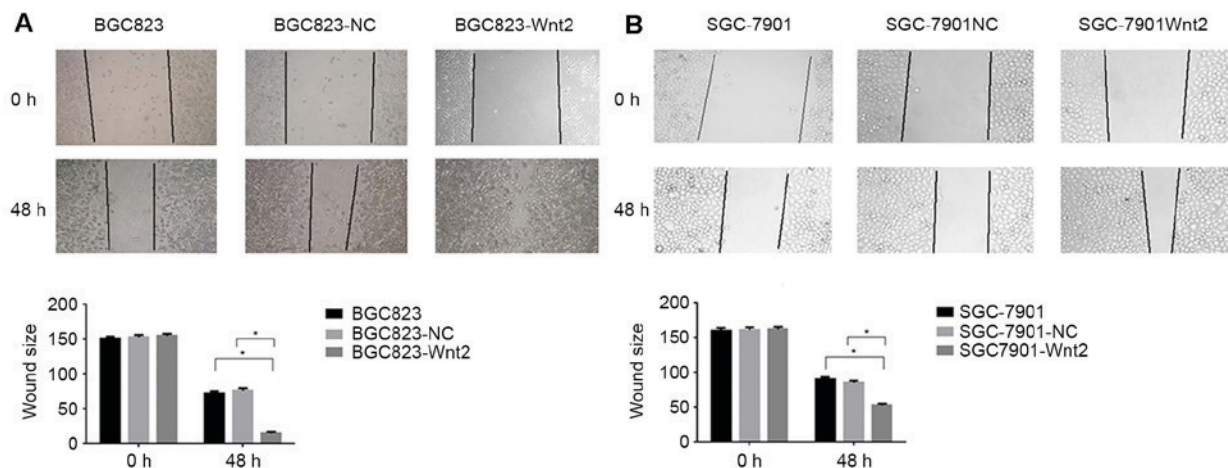 A
BGC823 BGC823-NC BGC823-Wnt2
0 h
48 h
Wound size
200
150
100
50
0
0 h 48 h
* 
*
BGC823
BGC823-NC
BGC823-Wnt2
B
SGC-7901 SGC-7901NC SGC-7901Wnt2
0 h
48 h
Wound size
200
150
100
50
0
0 h 48 h
*
*
SGC-7901
SGC-7901-NC
SGC7901-Wnt2